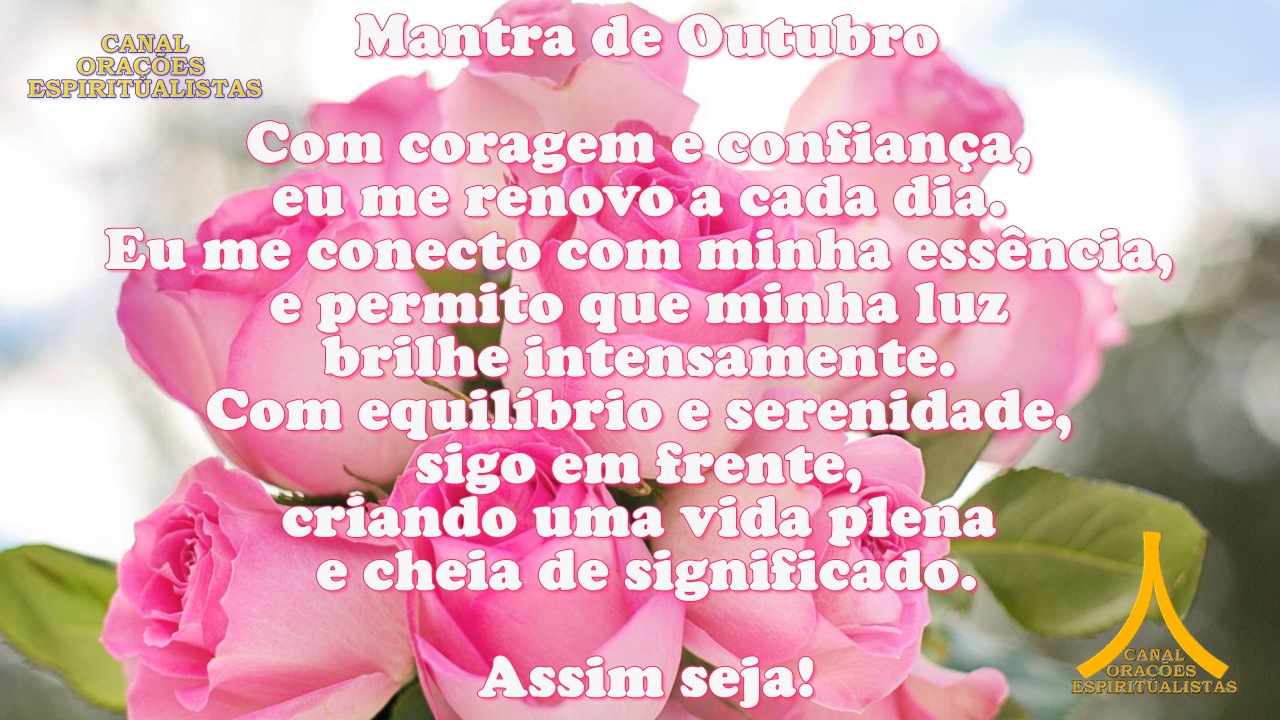 CANAL
ORAÇÕES
ESPIRITUALISTAS
Mantra de Outubro
Com coragem e confiança,
eu me renovo a cada dia.
Eu me conecto com minha essência,
e permito que minha luz
brilhe intensamente.
Com equilíbrio e serenidade,
sigo em frente,
criando uma vida plena
e cheia de significado.
Assim seja!
CANAL
ORAÇÕES
ESPIRITUALISTAS